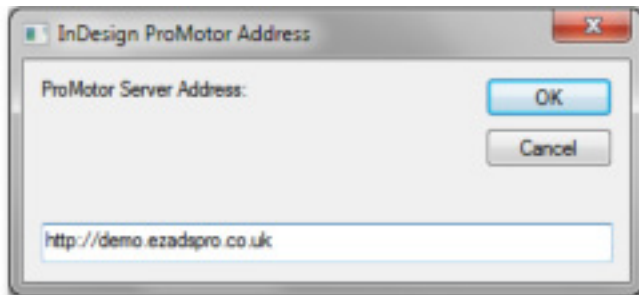 InDesign ProMotor Address
ProMotor Server Address:
OK
Cancel
http://demo.ezadspro.co.uk